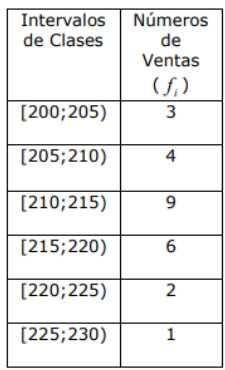 Intervalos Números
de Clases de
Ventas
( fᵢ )
[200;205) 3
[205;210) 4
[210;215) 9
[215;220) 6
[220;225) 2
[225;230) 1